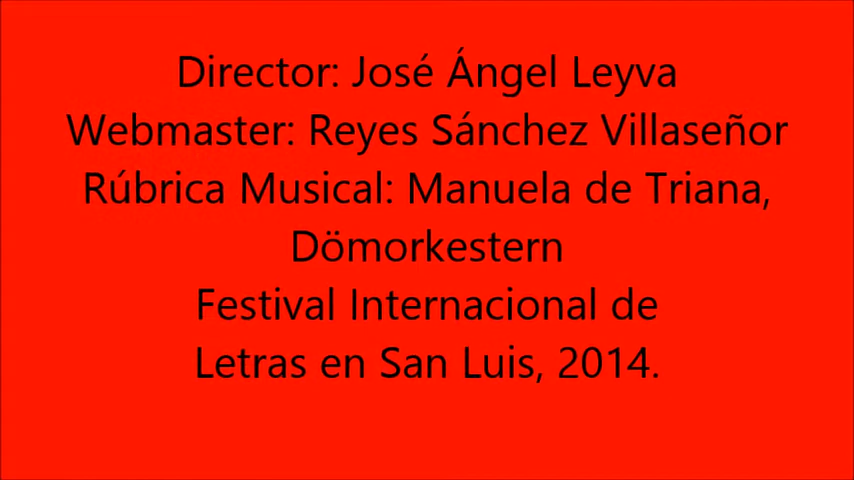 Director: José Ángel Leyva
Webmaster: Reyes Sánchez Villaseñor
Rúbrica Musical: Manuela de Triana,
Dömorkestern
Festival Internacional de
Letras en San Luis, 2014.